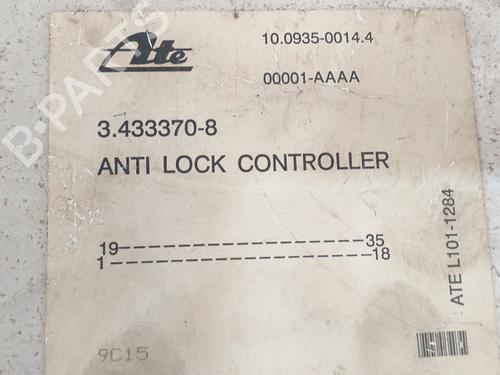 Ate
10.0935-0014.4
00001-AAAA
3.433370-8
ANTI LOCK CONTROLLER
19----------------------35
1-----------------------18
ATE L101-1284
9C15
B-PARTS